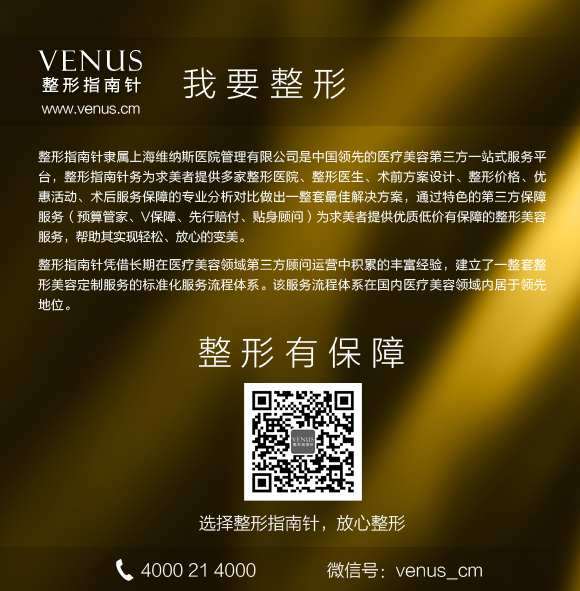 VENUS
整形指南针
www.venus.cm
我要整形
整形指南针隶属上海维纳斯医院管理有限公司是中国领先的医疗美容第三方一站式服务平
台，整形指南针务为求美者提供多家整形医院、整形医生、术前方案设计、整形价格、优
惠活动、术后服务保障的专业分析对比做出一整套最佳解决方案，通过特色的第三方保障
服务（预算管家、V保障、先行赔付、贴身顾问）为求美者提供优质低价有保障的整形美容
服务，帮助其实现轻松、放心的变美。
整形指南针凭借长期在医疗美容领域第三方顾问运营中积累的丰富经验，建立了一整套整
形美容定制服务的标准化服务流程体系。该服务流程体系在国内医疗美容领域内居于领先
地位。
整形有保障
VENUS
整形指南针
选择整形指南针，放心整形
4000 21 4000
微信号：venus_cm